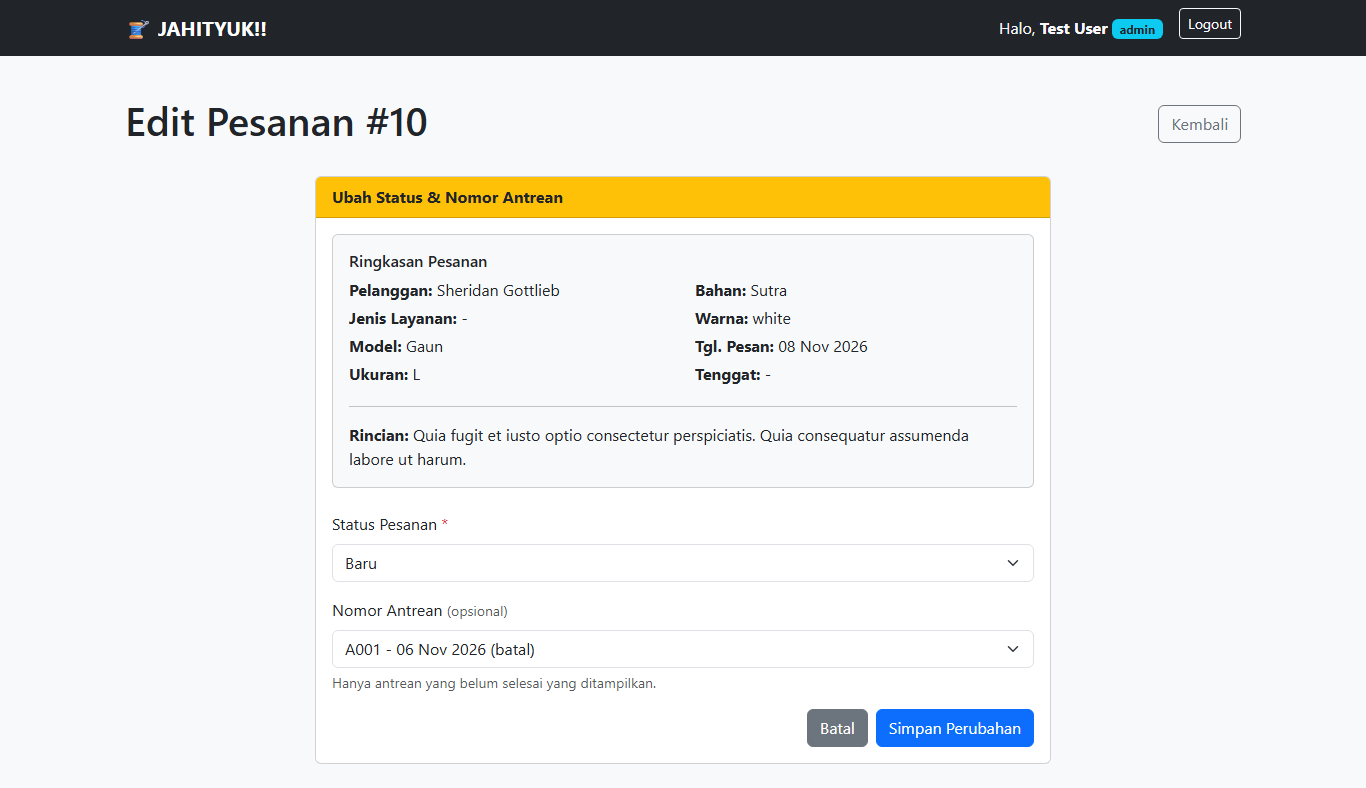 JAHITYUK!!
Halo, Test User admin
Logout
Edit Pesanan #10
Kembali
Ubah Status & Nomor Antrean
Ringkasan Pesanan
Pelanggan: Sheridan Gottlieb
Jenis Layanan: -
Model: Gaun
Ukuran: L
Bahan: Sutra
Warna: white
Tgl. Pesan: 08 Nov 2026
Tenggat: -
Rincian: Quia fugit et iusto optio consectetur perspiciatis. Quia consequatur assumenda
labore ut harum.
Status Pesanan *
Baru
Nomor Antrean (opsional)
A001 - 06 Nov 2026 (batal)
Hanya antrean yang belum selesai yang ditampilkan.
Batal
Simpan Perubahan